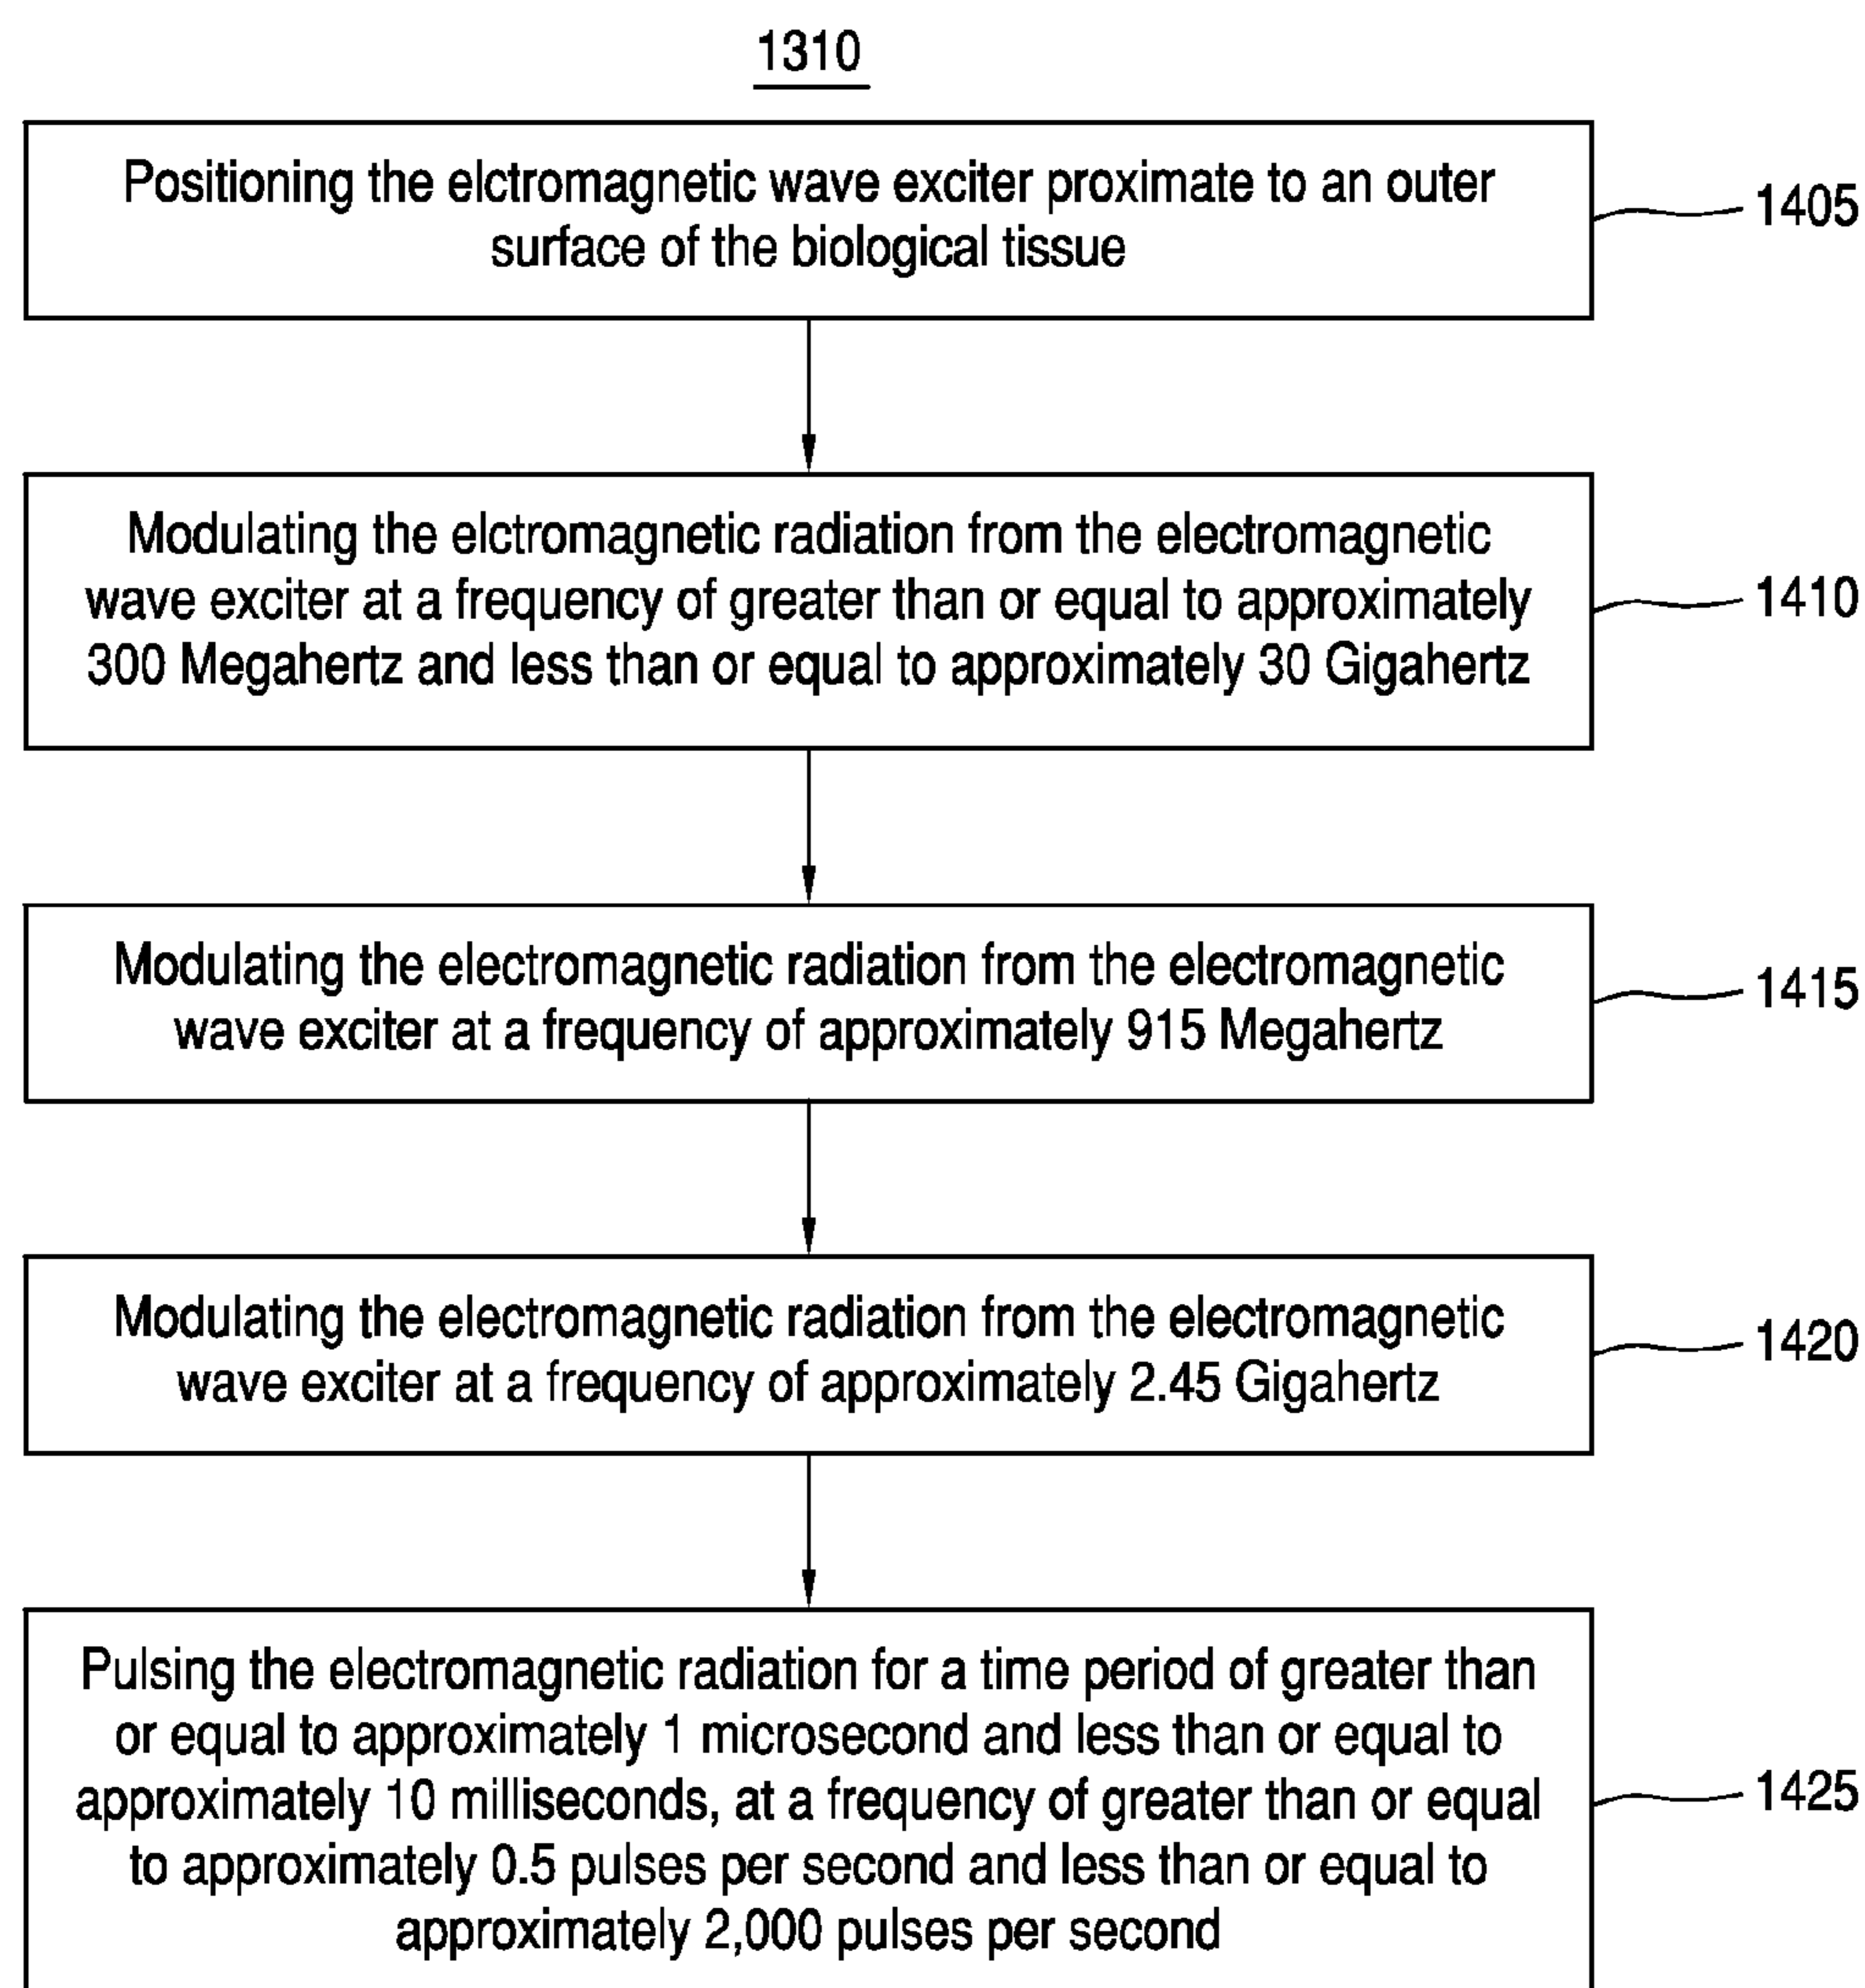 1310
Positioning the elctromagnetic wave exciter proximate to an outer
surface of the biological tissue
1405
Modulating the elctromagnetic radiation from the electromagnetic
wave exciter at a frequency of greater than or equal to approximately
300 Megahertz and less than or equal to approximately 30 Gigahertz
1410
Modulating the electromagnetic radiation from the electromagnetic
wave exciter at a frequency of approximately 915 Megahertz
1415
Modulating the electromagnetic radiation from the electromagnetic
wave exciter at a frequency of approximately 2.45 Gigahertz
1420
Pulsing the electromagnetic radiation for a time period of greater than
or equal to approximately 1 microsecond and less than or equal to
approximately 10 milliseconds, at a frequency of greater than or equal
to approximately 0.5 pulses per second and less than or equal to
approximately 2,000 pulses per second
1425